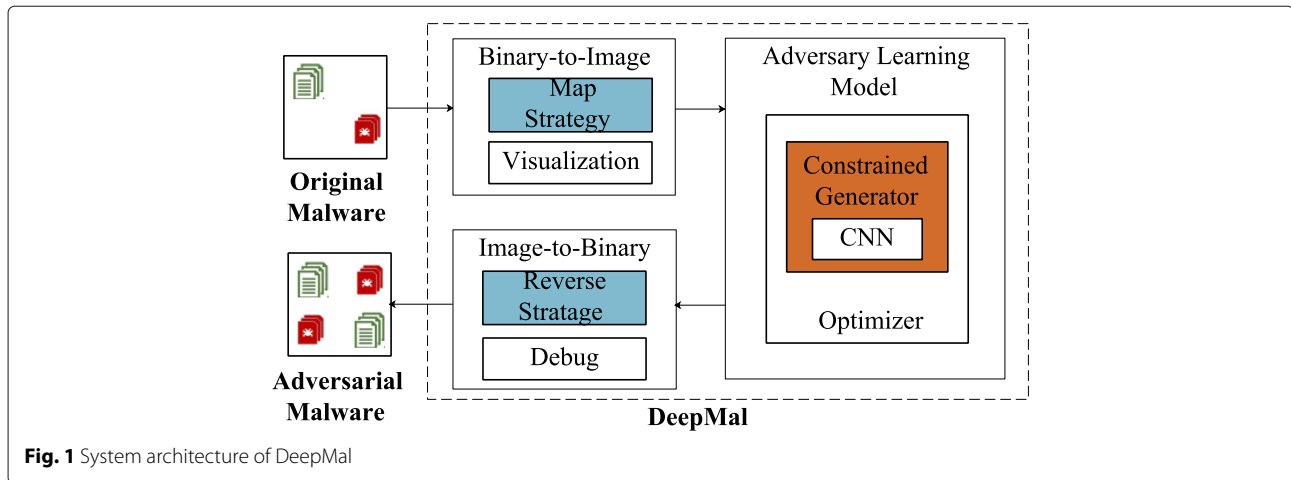 Binary-to-Image
Map
Strategy
Visualization
Adversary Learning
Model
Constrained
Generator
CNN
Optimizer
Original
Malware
Image-to-Binary
Reverse
Stratage
Debug
Adversarial
Malware
DeepMal
Fig. 1 System architecture of DeepMal